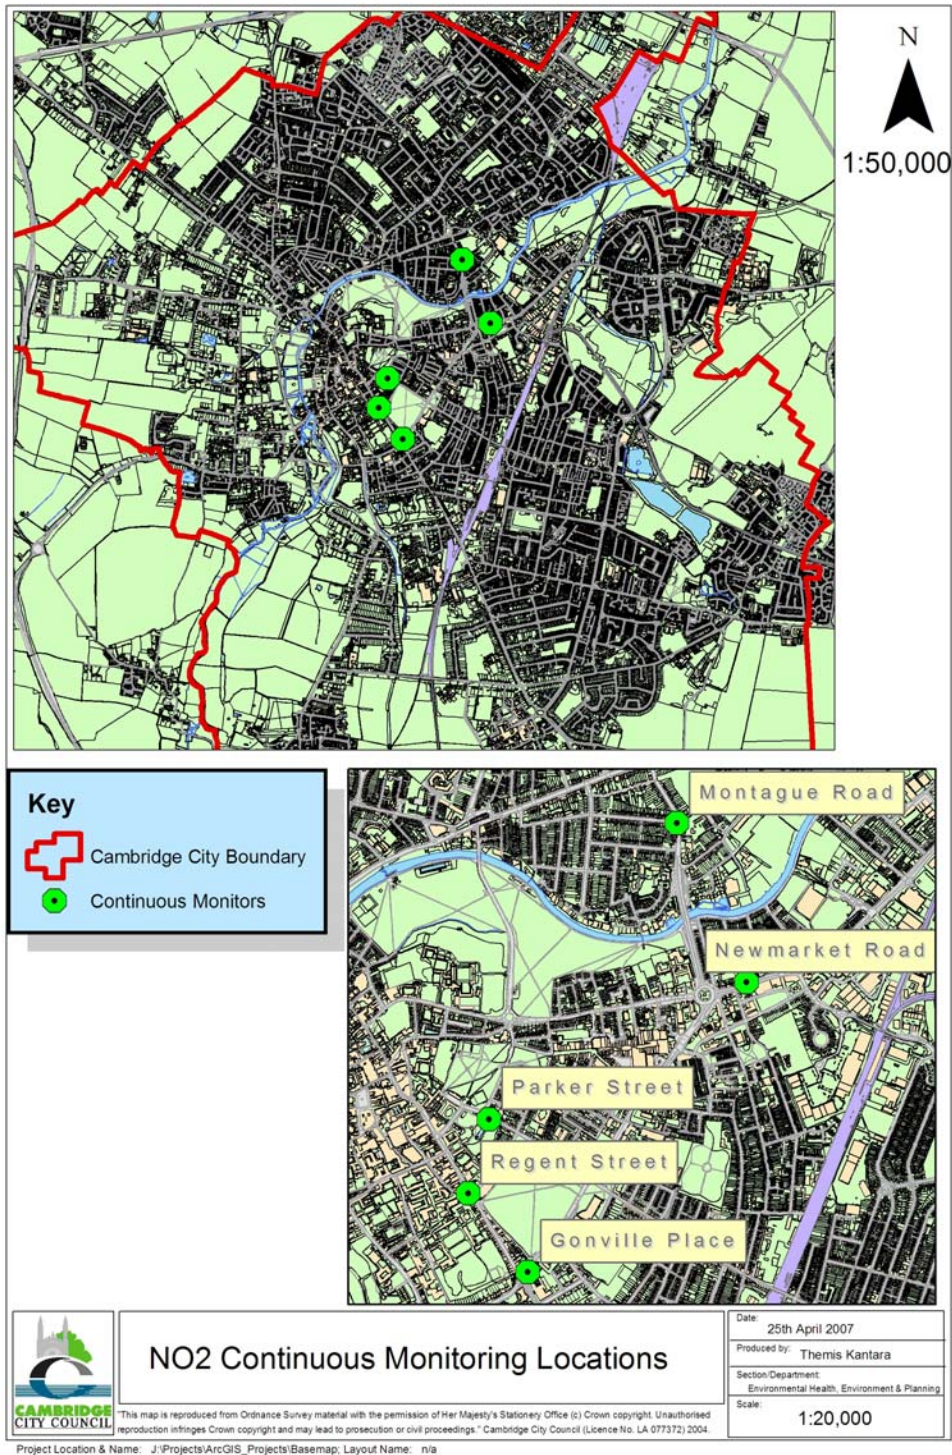 N
1:50,000
Key
Cambridge City Boundary
Continuous Monitors
Montague Road
Newmarket Road
Parker Street
Regent Street
Gonville Place
CAMBRIDGE
CITY COUNCIL
NO2 Continuous Monitoring Locations
"This map is reproduced from Ordnance Survey material with the permission of Her Majesty's Stationery Office (c) Crown copyright. Unauthorised
reproduction infringes Crown copyright and may lead to prosecution or civil proceedings." Cambridge City Council (Licence No. LA 077372) 2004.
Date:
25th April 2007
Produced by: Themis Kantara
Section/Department:
Environmental Health, Environment & Planning
Scale:
1:20,000
Project Location & Name: J:\Projects\ArcGIS_Projects\Basemap; Layout Name: n/a